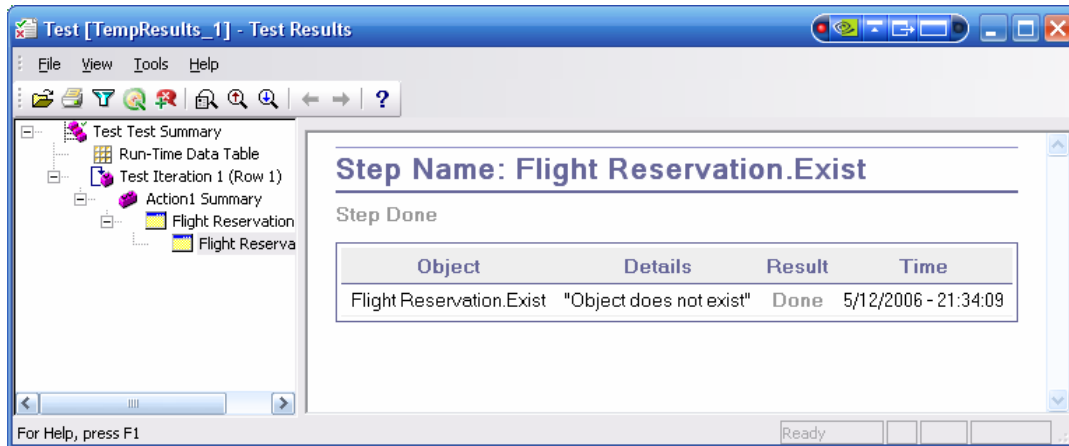 Test [TempResults_1] - Test Results
File View Tools Help
Test Test Summary
Run-Time Data Table
Test Iteration 1 (Row 1)
Action1 Summary
Flight Reservation
Flight Reserva
Step Name: Flight Reservation.Exist
Step Done
Object Details Result Time
Flight Reservation.Exist "Object does not exist" Done 5/12/2006 - 21:34:09
For Help, press F1
Ready